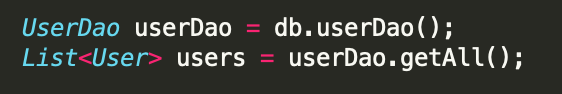 UserDao userDao = db.userDao();
List<User> users = userDao.getAll();